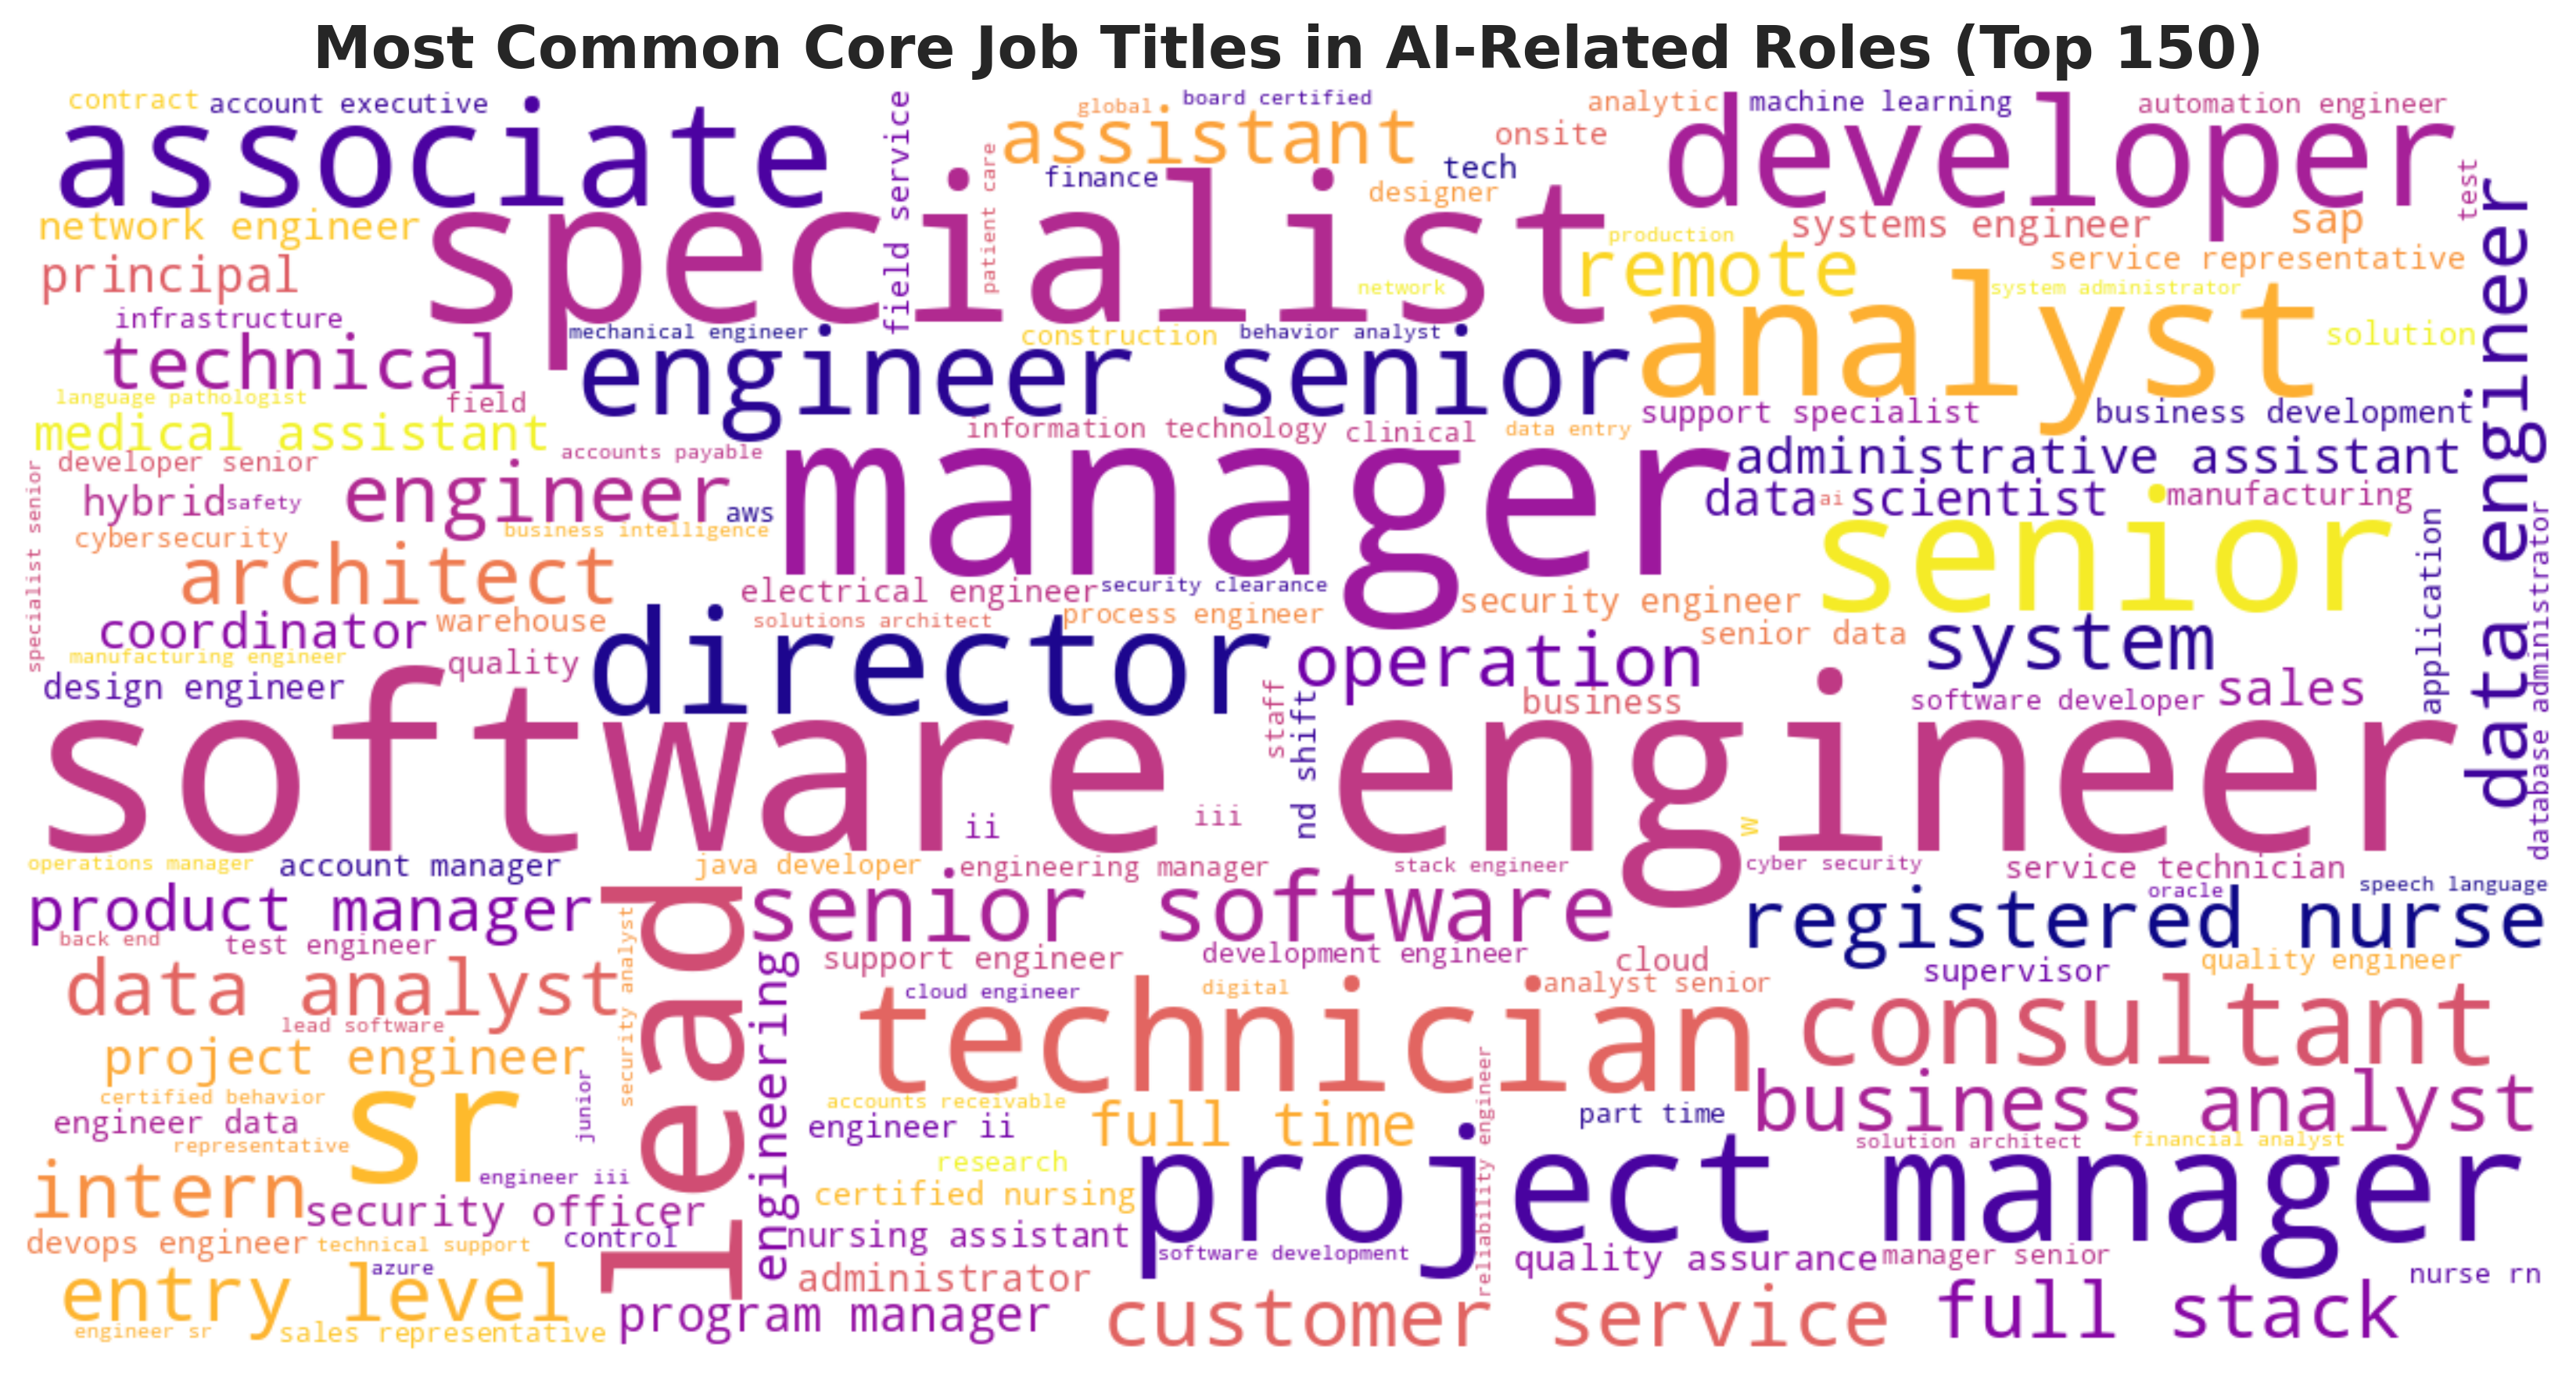 Most Common Core Job Titles in AI-Related Roles (Top 150)
contract
account executive
associate
field service
global
board certified
assistant
patient care
finance
analytic
machine learning
automation engineer
onsite
tech
designer
developer
test
network engineer
specialist
production
remote
systems engineer
sap
service representative
principal
network
system administrator
analyst
solution
data engineer
infrastructure
technical
mechanical engineer
construction
behavior analyst
engineer senior
language pathologist
field
medical assistant
information technology
clinical
data entry
support specialist
business development
accounts payable
developer senior
administrative assistant
manager
hybrid
safety
engineer
aws
data scientist
ai
manufacturing
specialist senior
cybersecurity
business intelligence
senior
application
database administrator
architect
electrical engineer
security clearance
security engineer
coordinator
warehouse
solutions architect
process engineer
senior data
system
manufacturing engineer
quality
director
operation
design engineer
staff
nd shift
business
software developer
sales
software engineer
ii
iii
w
operations manager
account manager
java developer
engineering manager
stack engineer
cyber security
service technician
product manager
lead
senior software
registered nurse
oracle
speech language
back end
test engineer
security analyst
engineering
support engineer
development engineer
cloud
supervisor
quality engineer
data analyst
cloud engineer
digital
analyst senior
technician
consultant
lead software
project engineer
certified behavior
sr
junior
accounts receivable
reliability engineer
full time
part time
business analyst
engineer data
engineer ii
representative
research
solution architect
financial analyst
project manager
intern
engineer iii
certified nursing
security officer
devops engineer
technical support
control
nursing assistant
software development
quality assurance
manager senior
azure
entry level
administrator
nurse rn
engineer sr
sales representative
program manager
customer service
full stack